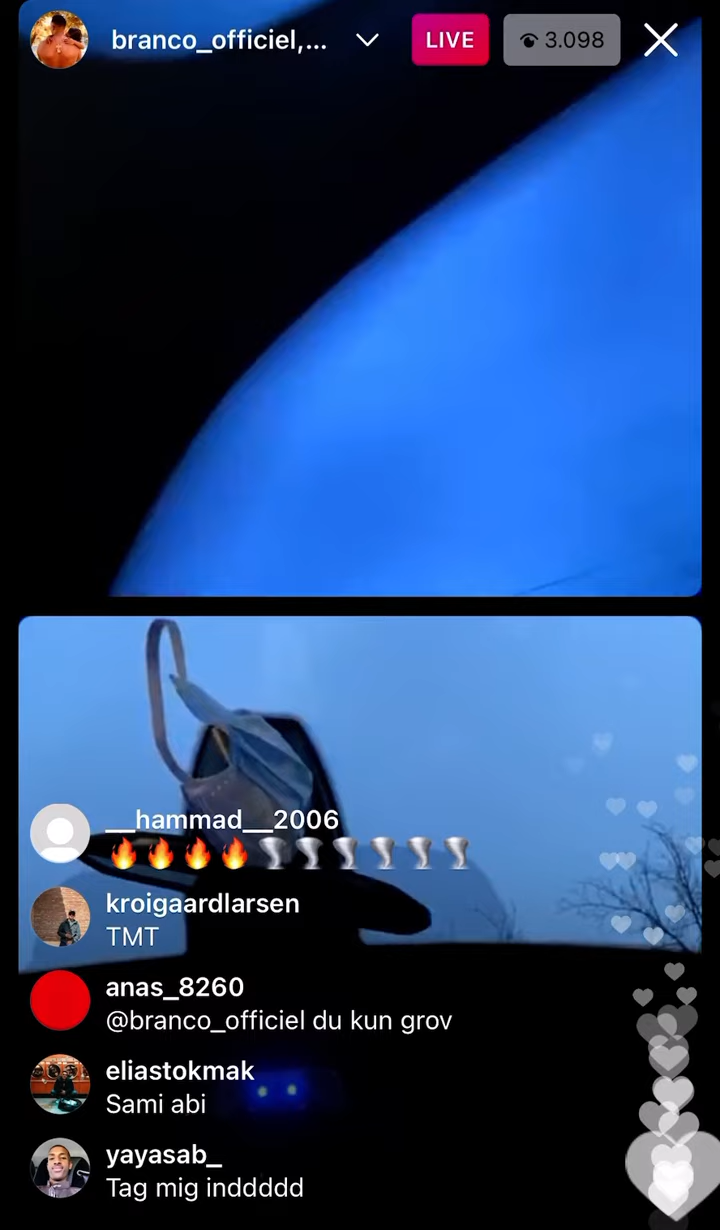 branco_officiel,...
LIVE
3.098
__hammad__2006
🔥🔥🔥🔥🌪🌪🌪🌪🌪🌪
kroigaardlarsen
TMT
anas_8260
@branco_officiel du kun grov
eliastokmak
Sami abi
yayasab_
Tag mig inddddd